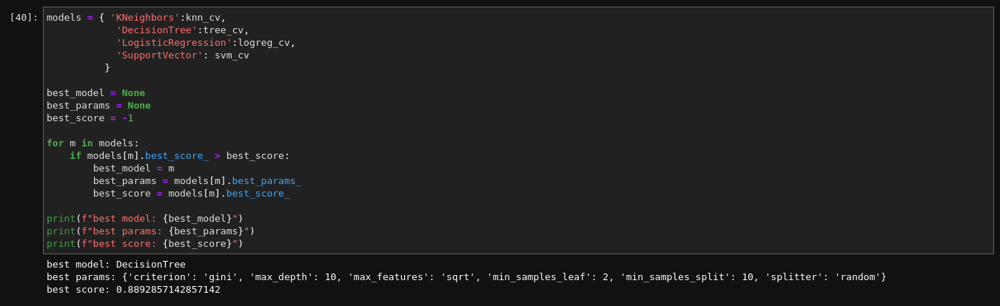 [40]: models = { 'KNeighbors':knn_cv,
            'DecisionTree':tree_cv,
            'LogisticRegression':logreg_cv,
            'SupportVector': svm_cv
          }

best_model = None
best_params = None
best_score = -1

for m in models:
    if models[m].best_score_ > best_score:
        best_model = m
        best_params = models[m].best_params_
        best_score = models[m].best_score_

print(f"best model: {best_model}")
print(f"best params: {best_params}")
print(f"best score: {best_score}")
best model: DecisionTree
best params: {'criterion': 'gini', 'max_depth': 10, 'max_features': 'sqrt', 'min_samples_leaf': 2, 'min_samples_split': 10, 'splitter': 'random'}
best score: 0.8892857142857142